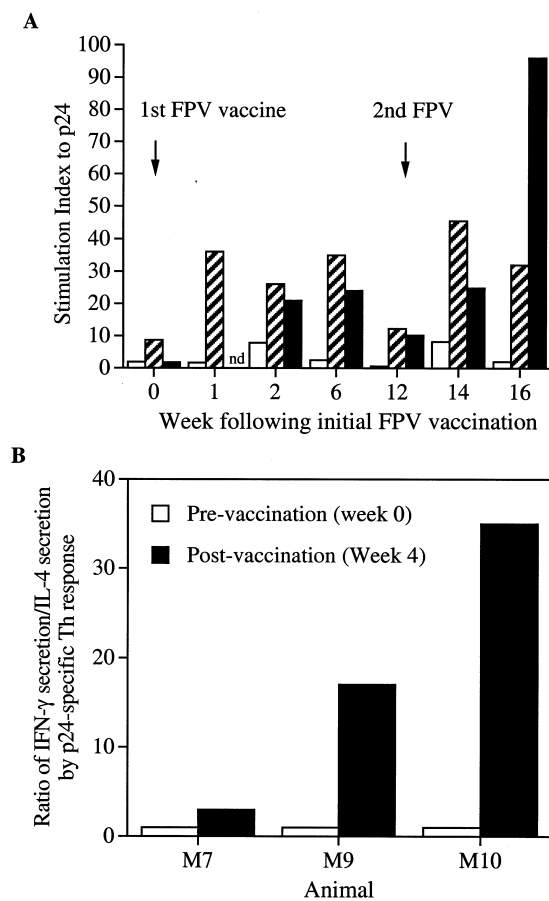 A
Stimulation Index to p24
100
90
80
70
60
50
40
30
20
10
0
1st FPV vaccine
2nd FPV
nd
0 1 2 6 12 14 16
Week following initial FPV vaccination
B
Ratio of IFN-γ secretion/IL-4 secretion
by p24-specific Th response
40
30
20
10
0
Pre-vaccination (week 0)
Post-vaccination (Week 4)
M7 M9 M10
Animal